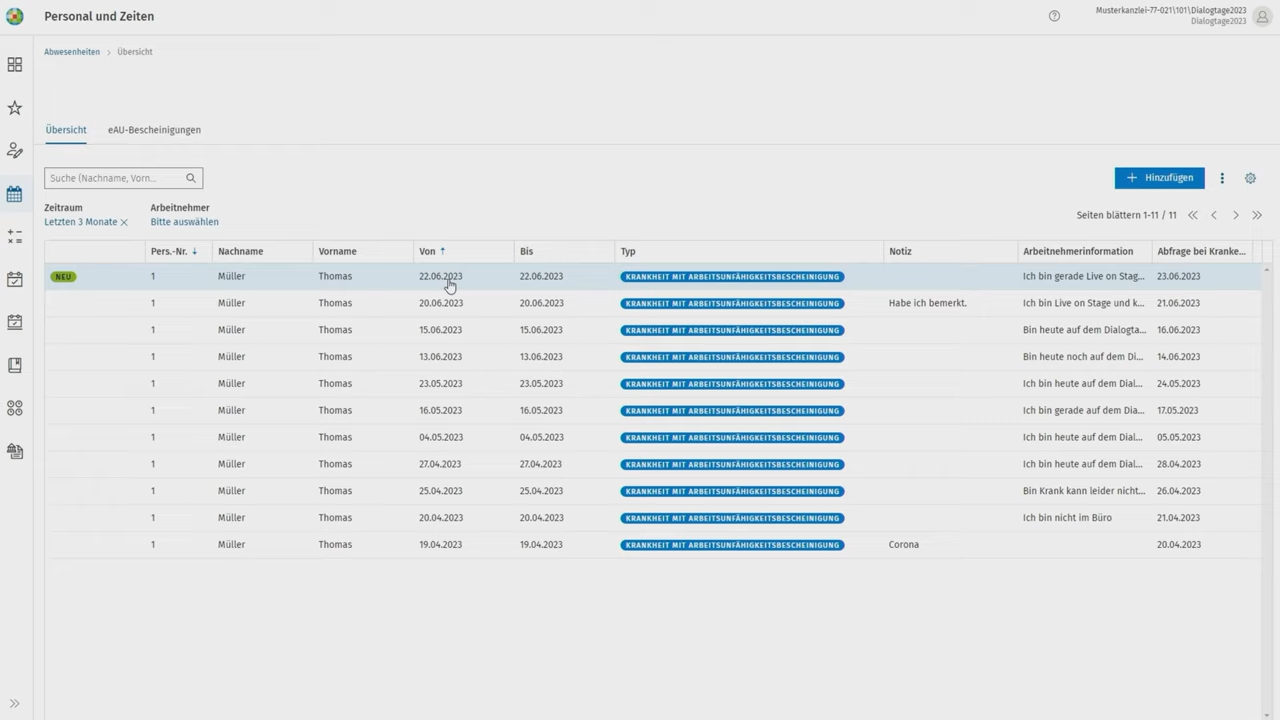 Personal und Zeiten
Musterkanzlei-77-021\101\Dialogtage2023
Dialogtage2023
Abwesenheiten > Übersicht
Übersicht eAU-Bescheinigungen
Suche (Nachname, Vorn...
Hinzufügen
Zeitraum Arbeitnehmer
Letzten 3 Monate Bitte auswählen
Seiten blättern 1-11 / 11
Pers.-Nr. Nachname Vorname Von Bis Typ Notiz Arbeitnehmerinformation Abfrage bei Kranke...
NEU 1 Müller Thomas 22.06.2023 22.06.2023 KRANKHEIT MIT ARBEITSUNFÄHIGKEITSBESCHEINIGUNG Ich bin gerade Live on Stag... 23.06.2023
1 Müller Thomas 20.06.2023 20.06.2023 KRANKHEIT MIT ARBEITSUNFÄHIGKEITSBESCHEINIGUNG Habe ich bemerkt. Ich bin Live on Stage und k... 21.06.2023
1 Müller Thomas 15.06.2023 15.06.2023 KRANKHEIT MIT ARBEITSUNFÄHIGKEITSBESCHEINIGUNG Bin heute auf dem Dialogta... 16.06.2023
1 Müller Thomas 13.06.2023 13.06.2023 KRANKHEIT MIT ARBEITSUNFÄHIGKEITSBESCHEINIGUNG Bin heute noch auf dem Di... 14.06.2023
1 Müller Thomas 23.05.2023 23.05.2023 KRANKHEIT MIT ARBEITSUNFÄHIGKEITSBESCHEINIGUNG Ich bin heute auf dem Dial... 24.05.2023
1 Müller Thomas 16.05.2023 16.05.2023 KRANKHEIT MIT ARBEITSUNFÄHIGKEITSBESCHEINIGUNG Ich bin gerade auf dem Dia... 17.05.2023
1 Müller Thomas 04.05.2023 04.05.2023 KRANKHEIT MIT ARBEITSUNFÄHIGKEITSBESCHEINIGUNG Ich bin heute auf dem Dial... 05.05.2023
1 Müller Thomas 27.04.2023 27.04.2023 KRANKHEIT MIT ARBEITSUNFÄHIGKEITSBESCHEINIGUNG Ich bin heute auf dem Dial... 28.04.2023
1 Müller Thomas 25.04.2023 25.04.2023 KRANKHEIT MIT ARBEITSUNFÄHIGKEITSBESCHEINIGUNG Bin Krank kann leider nicht... 26.04.2023
1 Müller Thomas 20.04.2023 20.04.2023 KRANKHEIT MIT ARBEITSUNFÄHIGKEITSBESCHEINIGUNG Ich bin nicht im Büro 21.04.2023
1 Müller Thomas 19.04.2023 19.04.2023 KRANKHEIT MIT ARBEITSUNFÄHIGKEITSBESCHEINIGUNG Corona 20.04.2023